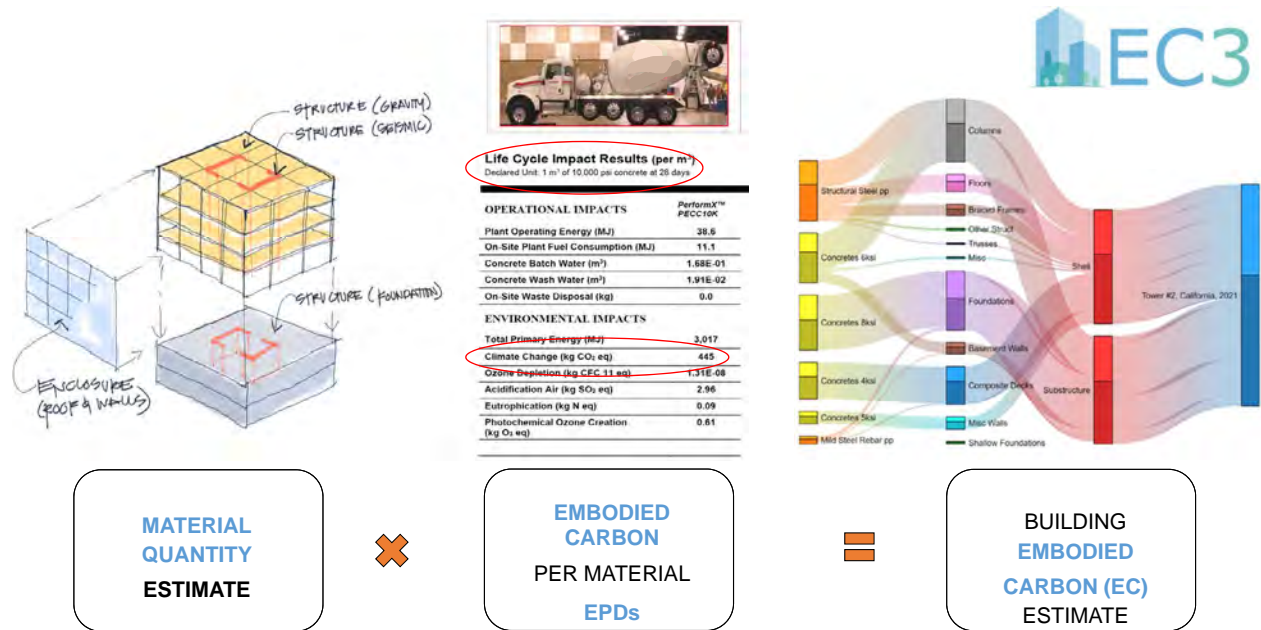 STRUCTURE (GRAVITY)
STRUCTURE (SEISMIC)
STRUCTURE (FOUNDATION)
ENCLOSURE
(ROOF & WALLS)
Life Cycle Impact Results (per m³)
Declared Unit: 1 m³ of 10,000 psi concrete at 28 days
OPERATIONAL IMPACTS PerformX™ PECC10K
Plant Operating Energy (MJ) 38.6
On-Site Plant Fuel Consumption (MJ) 11.1
Concrete Batch Water (m³) 1.68E-01
Concrete Wash Water (m³) 1.91E-02
On-Site Waste Disposal (kg) 0.0
ENVIRONMENTAL IMPACTS
Total Primary Energy (MJ) 3,017
Climate Change (kg CO₂ eq) 445
Ozone Depletion (kg CFC 11 eq) 1.31E-08
Acidification Air (kg SO₂ eq) 2.96
Eutrophication (kg N eq) 0.09
Photochemical Ozone Creation 0.61
(kg O₃ eq)
EC3
Structural Steel pp
Concretes 6ksi
Concretes 8ksi
Concretes 4ksi
Concretes 5ksi
Mild Steel Rebar pp
Columns
Floors
Braced Frames
Other Struct
Trusses
Misc
Foundations
Basement Walls
Composite Decks
Misc Walls
Shallow Foundations
Shell
Substructure
Tower #2, California, 2021
MATERIAL
QUANTITY
ESTIMATE
EMBODIED
CARBON
PER MATERIAL
EPDs
BUILDING
EMBODIED
CARBON (EC)
ESTIMATE